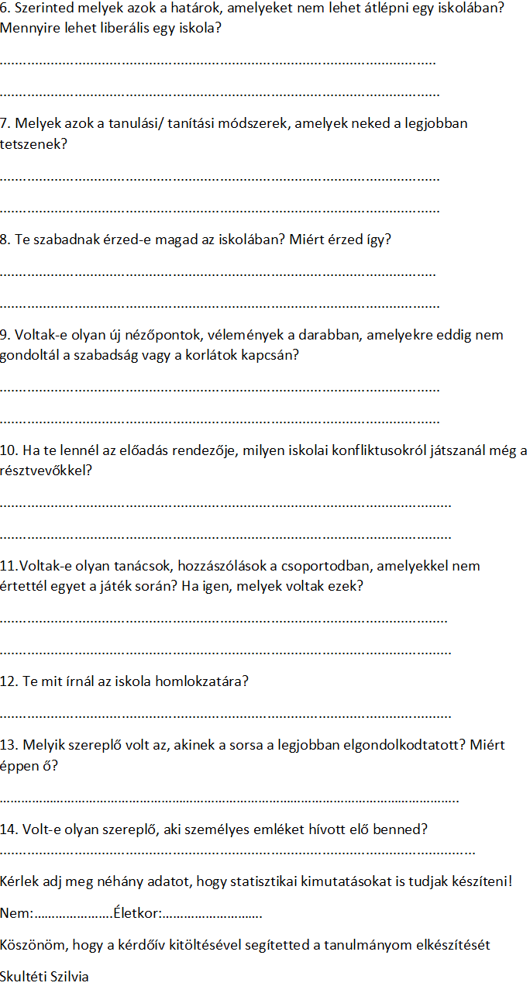 6. Szerinted melyek azok a határok, amelyeket nem lehet átlépni egy iskolában?
Mennyire lehet liberális egy iskola?
................................................................................................................
.................................................................................................................
7. Melyek azok a tanulási/ tanítási módszerek, amelyek neked a legjobban
tetszenek?
.................................................................................................................
.................................................................................................................
8. Te szabadnak érzed-e magad az iskolában? Miért érzed így?
................................................................................................................
.................................................................................................................
9. Voltak-e olyan új nézőpontok, vélemények a darabban, amelyekre eddig nem
gondoltál a szabadság vagy a korlátok kapcsán?
.................................................................................................................
.................................................................................................................
10. Ha te lennél az előadás rendezője, milyen iskolai konfliktusokról játszanál még a
résztvevőkkel?
....................................................................................................................
....................................................................................................................
11.Voltak-e olyan tanácsok, hozzászólások a csoportodban, amelyekkel nem
értettél egyet a játék során? Ha igen, melyek voltak ezek?
...................................................................................................................
....................................................................................................................
12. Te mit írnál az iskola homlokzatára?
....................................................................................................................
13. Melyik szereplő volt az, akinek a sorsa a legjobban elgondolkodtatott? Miért
éppen ő?
……………………………………………………………………………………………………………………..
14. Volt-e olyan szereplő, aki személyes emléket hívott elő benned?
..........................................................................................................................
Kérlek adj meg néhány adatot, hogy statisztikai kimutatásokat is tudjak készíteni!
Nem:………………….Életkor:……………………….
Köszönöm, hogy a kérdőív kitöltésével segítetted a tanulmányom elkészítését
Skultéti Szilvia